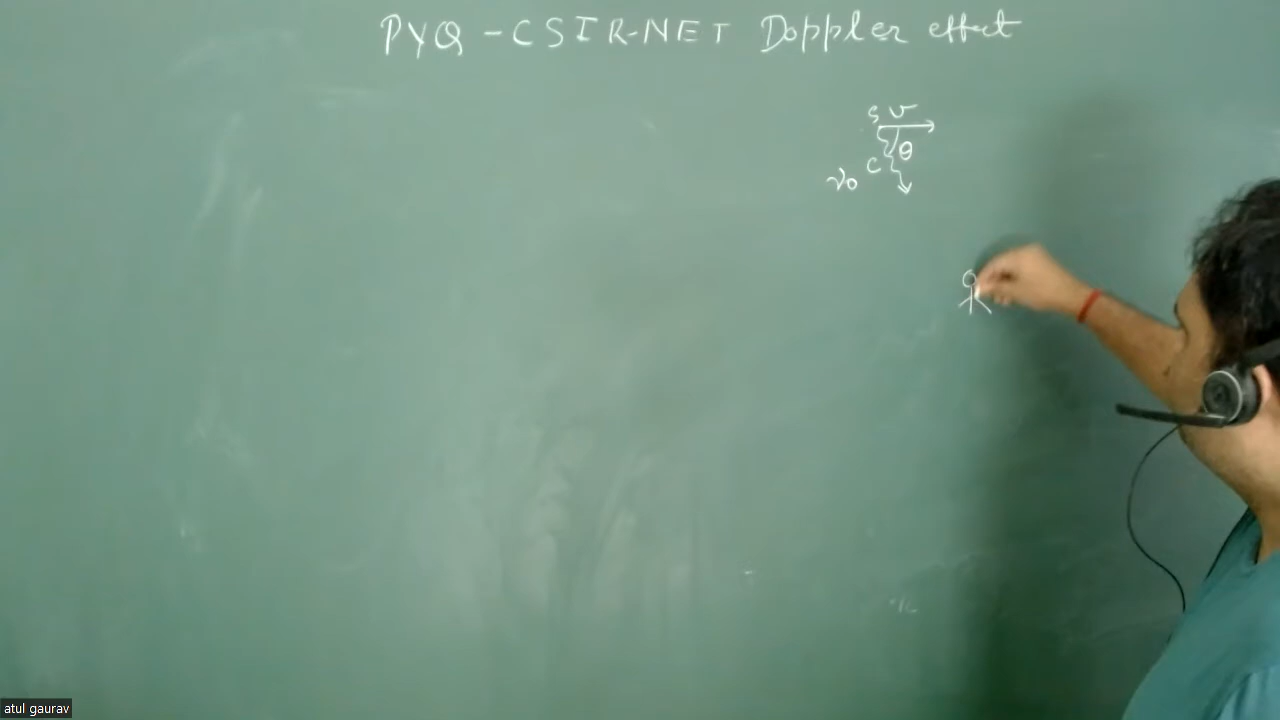 PYQ - CSIR-NET Doppler effect
S v
θ
c
ν0
atul gaurav